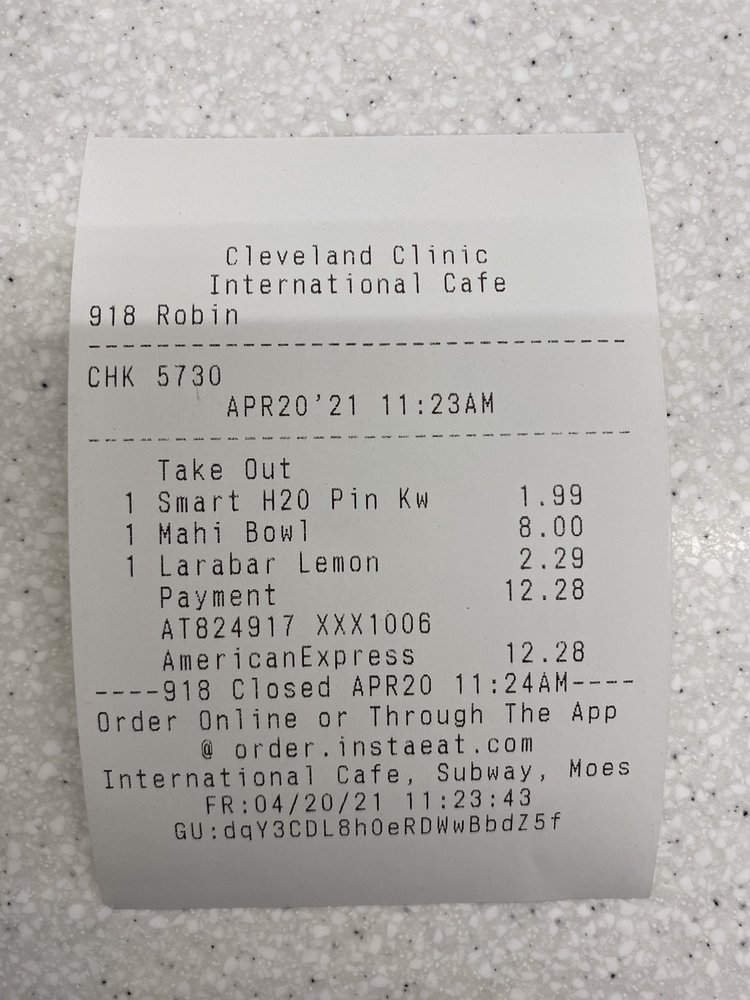 Cleveland Clinic
International Cafe
918 Robin
CHK 5730
APR20'21 11:23AM
Take Out
1 Smart H20 Pin Kw 1.99
1 Mahi Bowl 8.00
1 Larabar Lemon 2.29
Payment 12.28
AT824917 XXX1006
AmericanExpress 12.28
----918 Closed APR20 11:24AM----
Order Online or Through The App
@ order.instaeat.com
International Cafe, Subway, Moes
FR:04/20/21 11:23:43
GU:dqY3CDL8h0eRDWwBbdZ5f